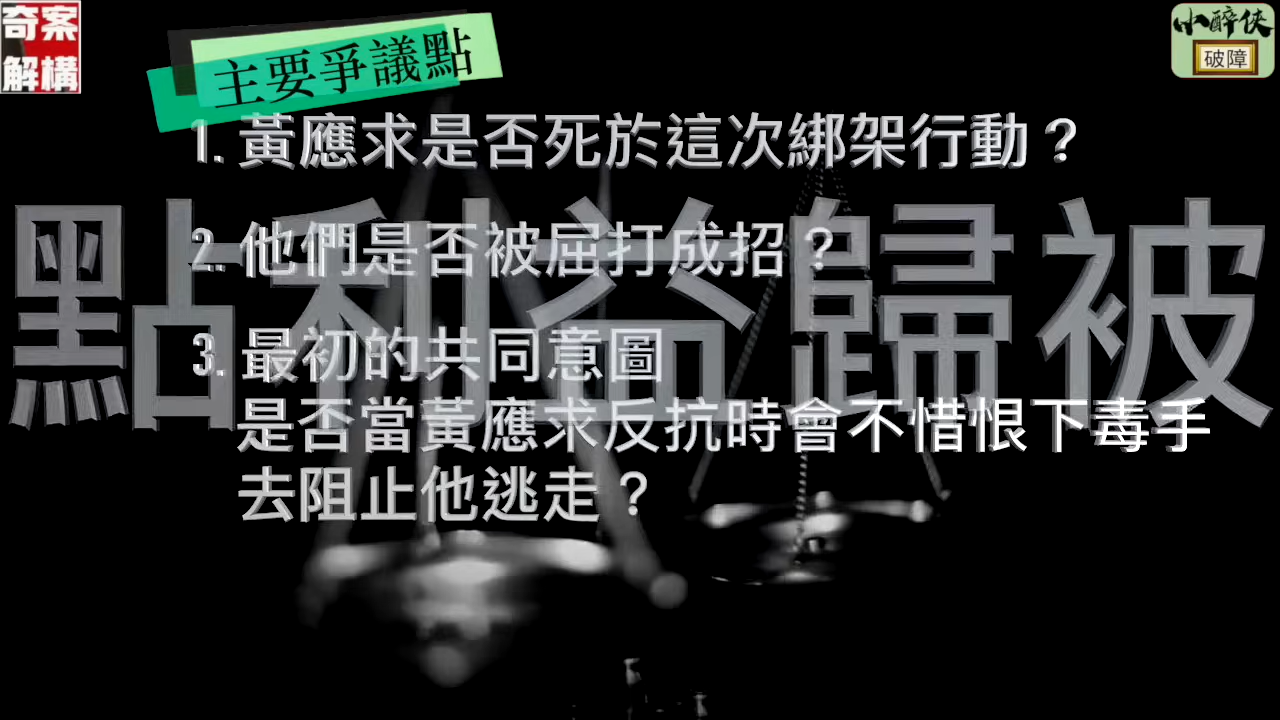 奇案
解構
小醉俠
破障
主要爭議點
1. 黃應求是否死於這次綁架行動？
2. 他們是否被屈打成招？
3. 最初的共同意圖
是否當黃應求反抗時會不惜恨下毒手
去阻止他逃走？
點利益歸被